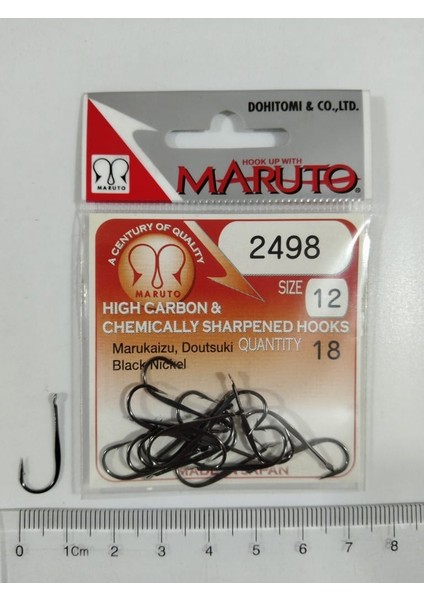 DOHITOMI & CO.,LTD.
HOOK UP WITH
MARUTO®
MARUTO
A CENTURY OF QUALITY
MARUTO
2498
SIZE 12
HIGH CARBON &
CHEMICALLY SHARPENED HOOKS
Marukaizu, Doutsuki QUANTITY 18
Black Nickel
MADE IN JAPAN
0 1Cm 2 3 4 5 6 7 8